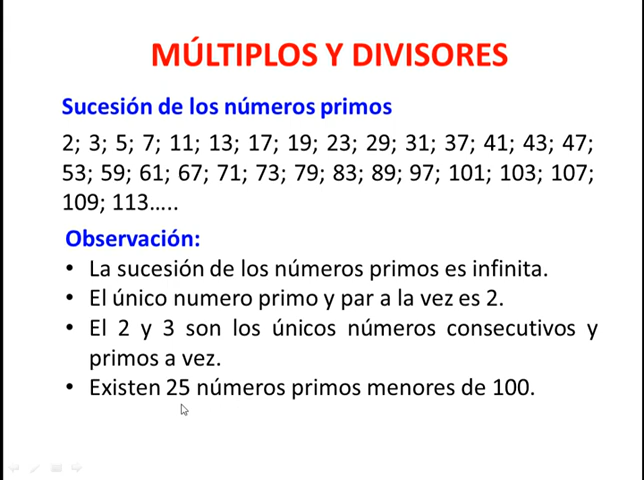 MÚLTIPLOS Y DIVISORES
Sucesión de los números primos
2; 3; 5; 7; 11; 13; 17; 19; 23; 29; 31; 37; 41; 43; 47;
53; 59; 61; 67; 71; 73; 79; 83; 89; 97; 101; 103; 107;
109; 113…..
Observación:
• La sucesión de los números primos es infinita.
• El único numero primo y par a la vez es 2.
• El 2 y 3 son los únicos números consecutivos y
primos a vez.
• Existen 25 números primos menores de 100.